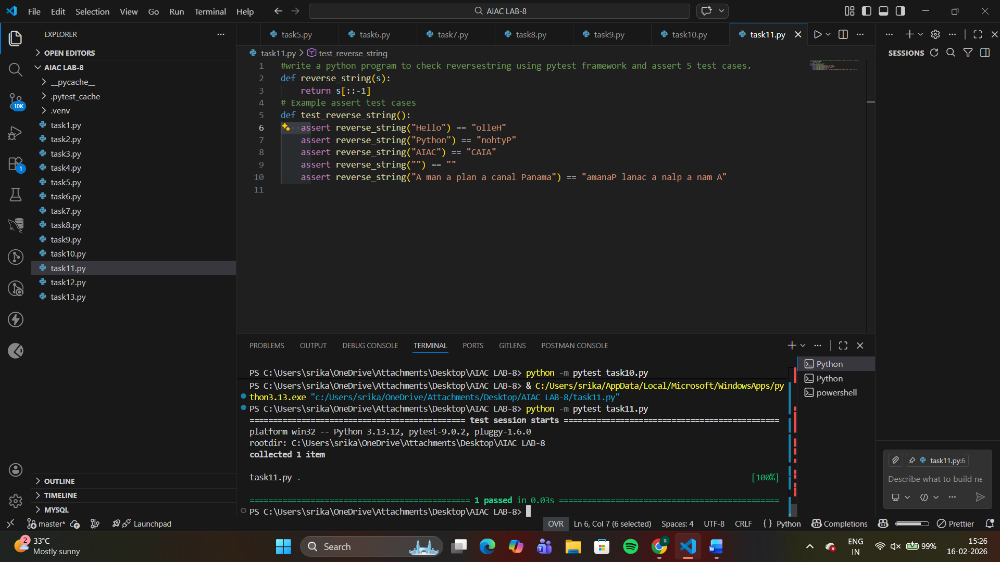 File Edit Selection View Go Run Terminal Help
AIAC LAB-8
EXPLORER
OPEN EDITORS
AIAC LAB-8
__pycache__
.pytest_cache
.venv
task1.py
task2.py
task3.py
task4.py
task5.py
task6.py
task7.py
task8.py
task9.py
task10.py
task11.py
task12.py
task13.py
OUTLINE
TIMELINE
MYSQL
10K
1
task5.py task6.py task7.py task8.py task9.py task10.py task11.py
task11.py > test_reverse_string
1 #write a python program to check reversestring using pytest framework and assert 5 test cases.
2 def reverse_string(s):
3 return s[::-1]
4 # Example assert test cases
5 def test_reverse_string():
6 assert reverse_string("Hello") == "olleH"
7 assert reverse_string("Python") == "nohtyP"
8 assert reverse_string("AIAC") == "CAIA"
9 assert reverse_string("") == ""
10 assert reverse_string("A man a plan a canal Panama") == "amanaP lanac a nalp a nam A"
11
SESSIONS
PROBLEMS OUTPUT DEBUG CONSOLE TERMINAL PORTS GITLENS POSTMAN CONSOLE
PS C:\Users\srika\OneDrive\Attachments\Desktop\AIAC LAB-8> python -m pytest task10.py
PS C:\Users\srika\OneDrive\Attachments\Desktop\AIAC LAB-8> & C:/Users/srika/AppData/Local/Microsoft/WindowsApps/py
thon3.13.exe "c:/Users/srika/OneDrive/Attachments/Desktop/AIAC LAB-8/task11.py"
PS C:\Users\srika\OneDrive\Attachments\Desktop\AIAC LAB-8> python -m pytest task11.py
============================================== test session starts ==============================================
platform win32 -- Python 3.13.12, pytest-9.0.2, pluggy-1.6.0
rootdir: C:\Users\srika\OneDrive\Attachments\Desktop\AIAC LAB-8
collected 1 item
task11.py . [100%]
=============================================== 1 passed in 0.03s ===============================================
PS C:\Users\srika\OneDrive\Attachments\Desktop\AIAC LAB-8>
Python
Python
powershell
task11.py:6
Describe what to build ne
master* Launchpad OVR Ln 6, Col 7 (6 selected) Spaces: 4 UTF-8 CRLF { } Python Completions Prettier
2
33°C
Mostly sunny
Search
ENG
IN
99%
15:26
16-02-2026